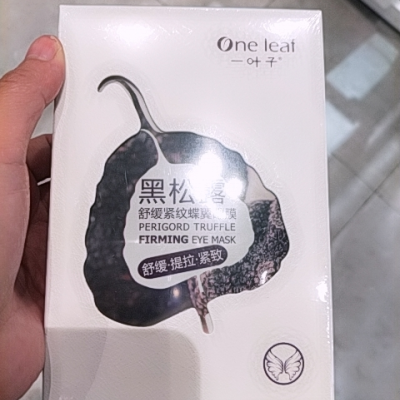 One leaf
一叶子®
黑松露
舒缓紧纹蝶翼眼膜
PERIGORD TRUFFLE
FIRMING EYE MASK
舒缓·提拉·紧致